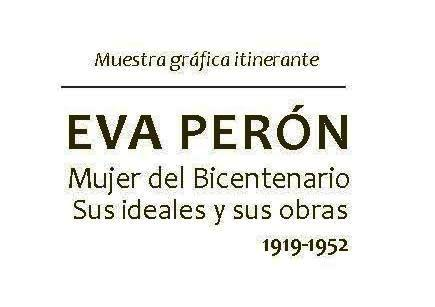 Muestra gráfica itinerante
EVA PERÓN
Mujer del Bicentenario
Sus ideales y sus obras
1919-1952